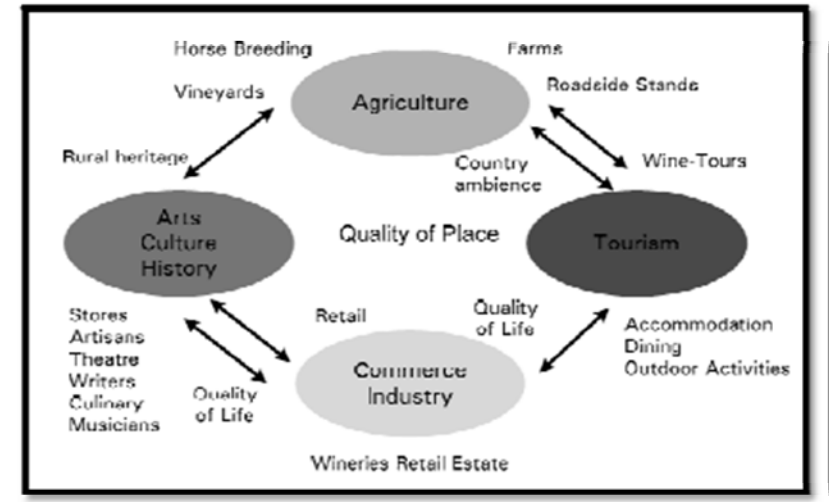 Horse Breeding
Farms
Vineyards
Agriculture
Roadside Stands
Rural heritage
Country
ambience
Wine-Tours
Arts
Culture
History
Quality of Place
Tourism
Stores
Artisans
Theatre
Writers
Culinary
Musicians
Retail
Quality
of Life
Accommodation
Dining
Outdoor Activities
Commerce
Industry
Quality
of Life
Wineries Retail Estate